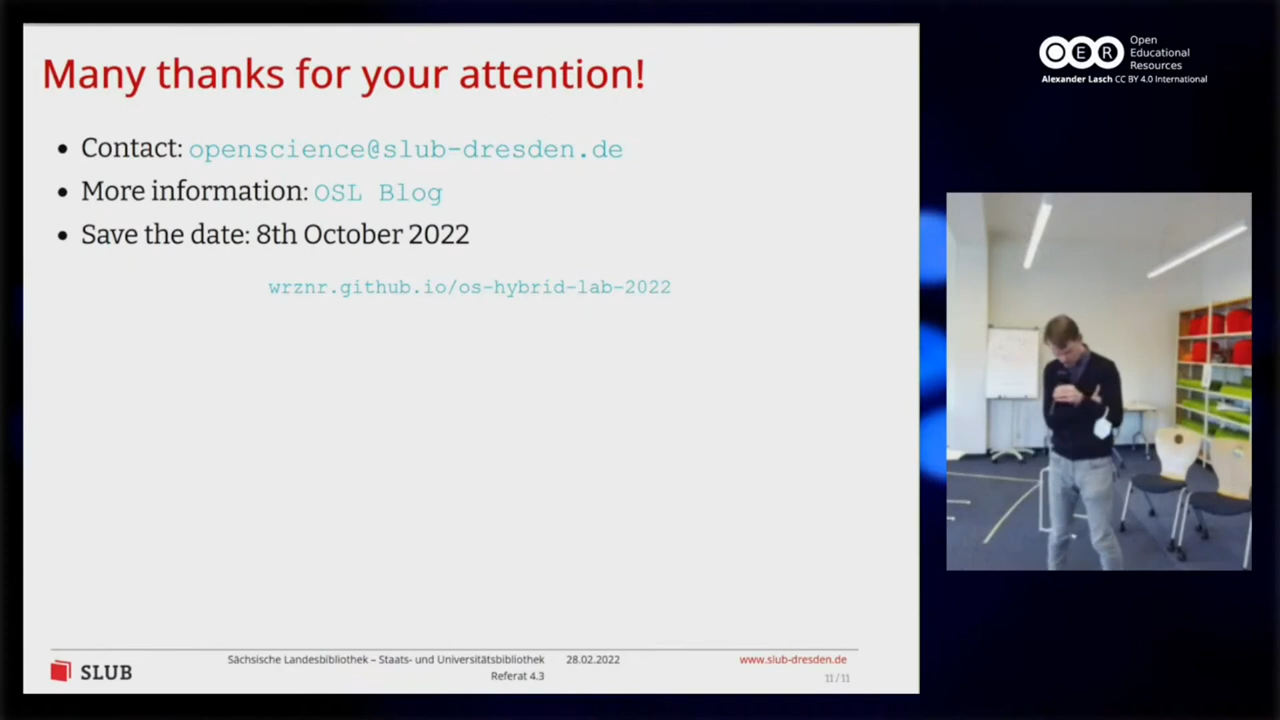 Many thanks for your attention!
• Contact: openscience@slub-dresden.de
• More information: OSL Blog
• Save the date: 8th October 2022
wrznr.github.io/os-hybrid-lab-2022
SLUB
Sächsische Landesbibliothek – Staats- und Universitätsbibliothek
Referat 4.3
28.02.2022
www.slub-dresden.de
11/11
OER
Open
Educational
Resources
Alexander Lasch CC BY 4.0 International